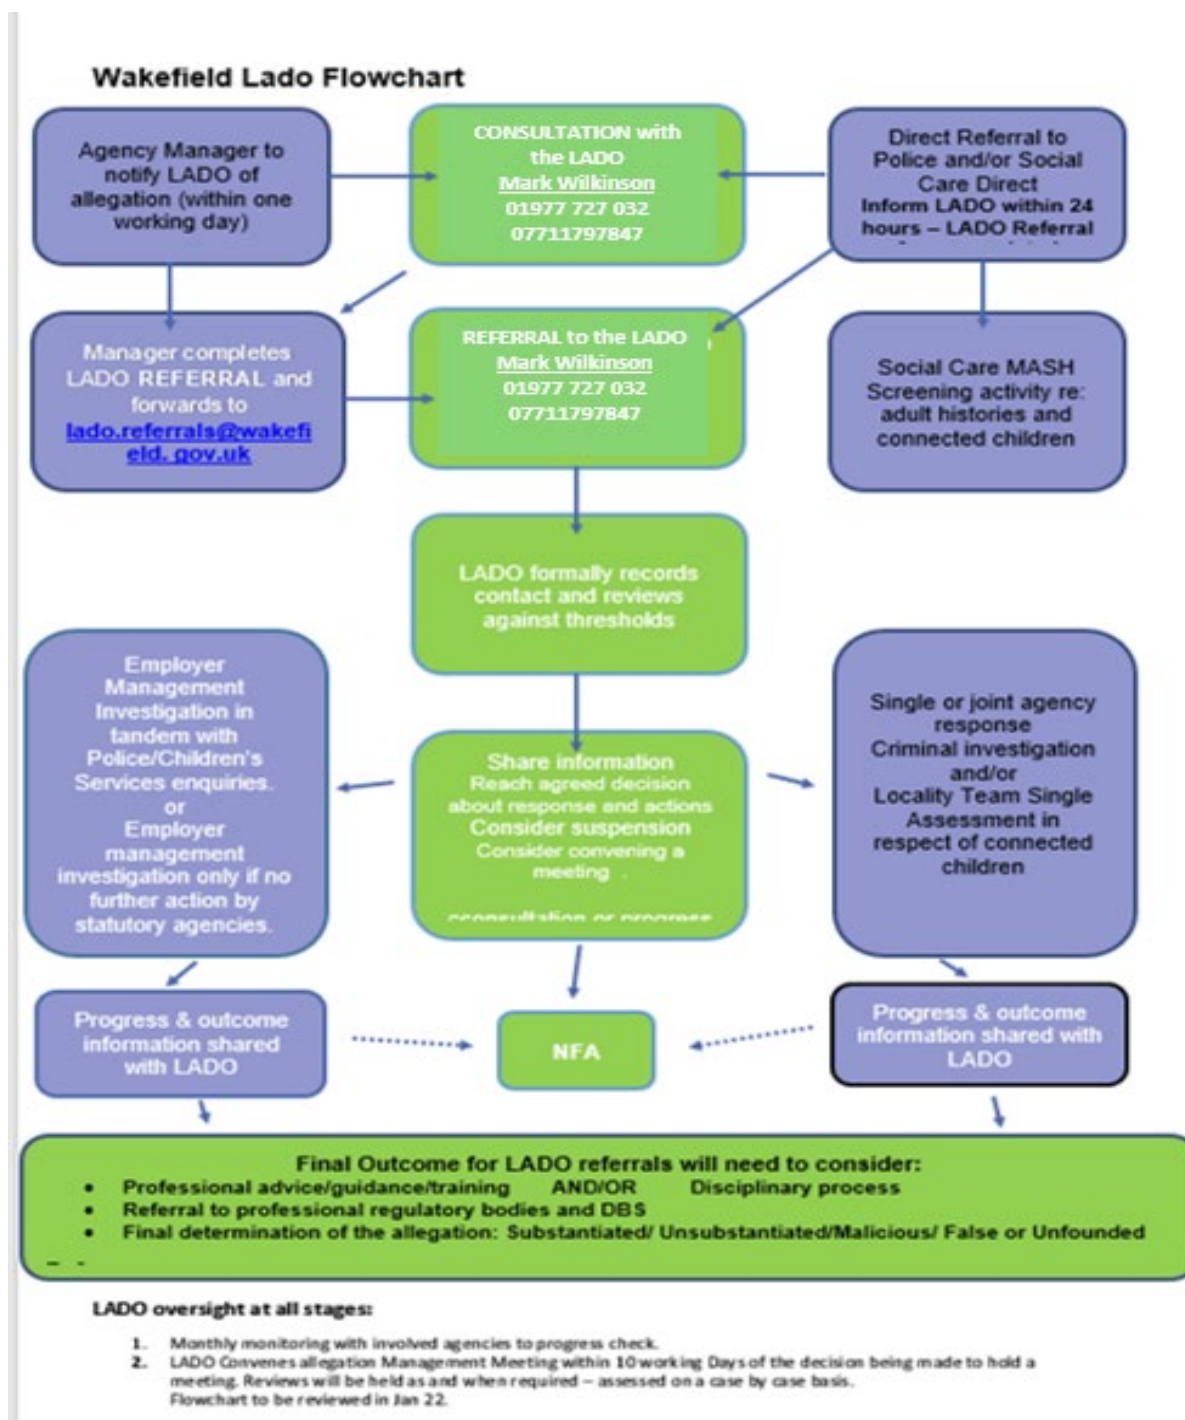 Wakefield Lado Flowchart
Agency Manager to
notify LADO of
allegation (within one
working day)
CONSULTATION with
the LADO
Mark Wilkinson
01977 727 032
07711797847
Direct Referral to
Police and/or Social
Care Direct
Inform LADO within 24
hours – LADO Referral
Manager completes
LADO REFERRAL and
forwards to
lado.referrals@wakefi
eld. gov.uk
REFERRAL to the LADO
Mark Wilkinson
01977 727 032
07711797847
Social Care MASH
Screening activity re:
adult histories and
connected children
LADO formally records
contact and reviews
against thresholds
Employer
Management
Investigation in
tandem with
Police/Children's
Services enquiries.
or
Employer
management
investigation only if no
further action by
statutory agencies.
Share information
Reach agreed decision
about response and actions
Consider suspension
Consider convening a
meeting .
Single or joint agency
response
Criminal investigation
and/or
Locality Team Single
Assessment in
respect of connected
children
Progress & outcome
information shared
with LADO
NFA
Progress & outcome
information shared with
LADO
Final Outcome for LADO referrals will need to consider:
• Professional advice/guidance/training AND/OR Disciplinary process
• Referral to professional regulatory bodies and DBS
• Final determination of the allegation: Substantiated/ Unsubstantiated/Malicious/ False or Unfounded
LADO oversight at all stages:
1. Monthly monitoring with involved agencies to progress check.
2. LADO Convenes allegation Management Meeting within 10 working Days of the decision being made to hold a
meeting. Reviews will be held as and when required – assessed on a case by case basis.
Flowchart to be reviewed in Jan 22.